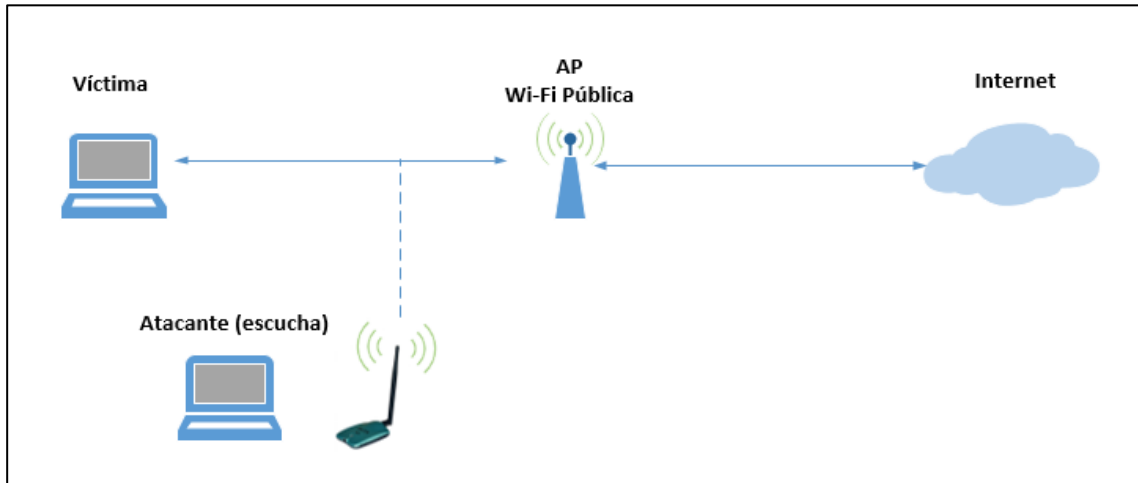 Víctima
AP
Wi-Fi Pública
Internet
Atacante (escucha)